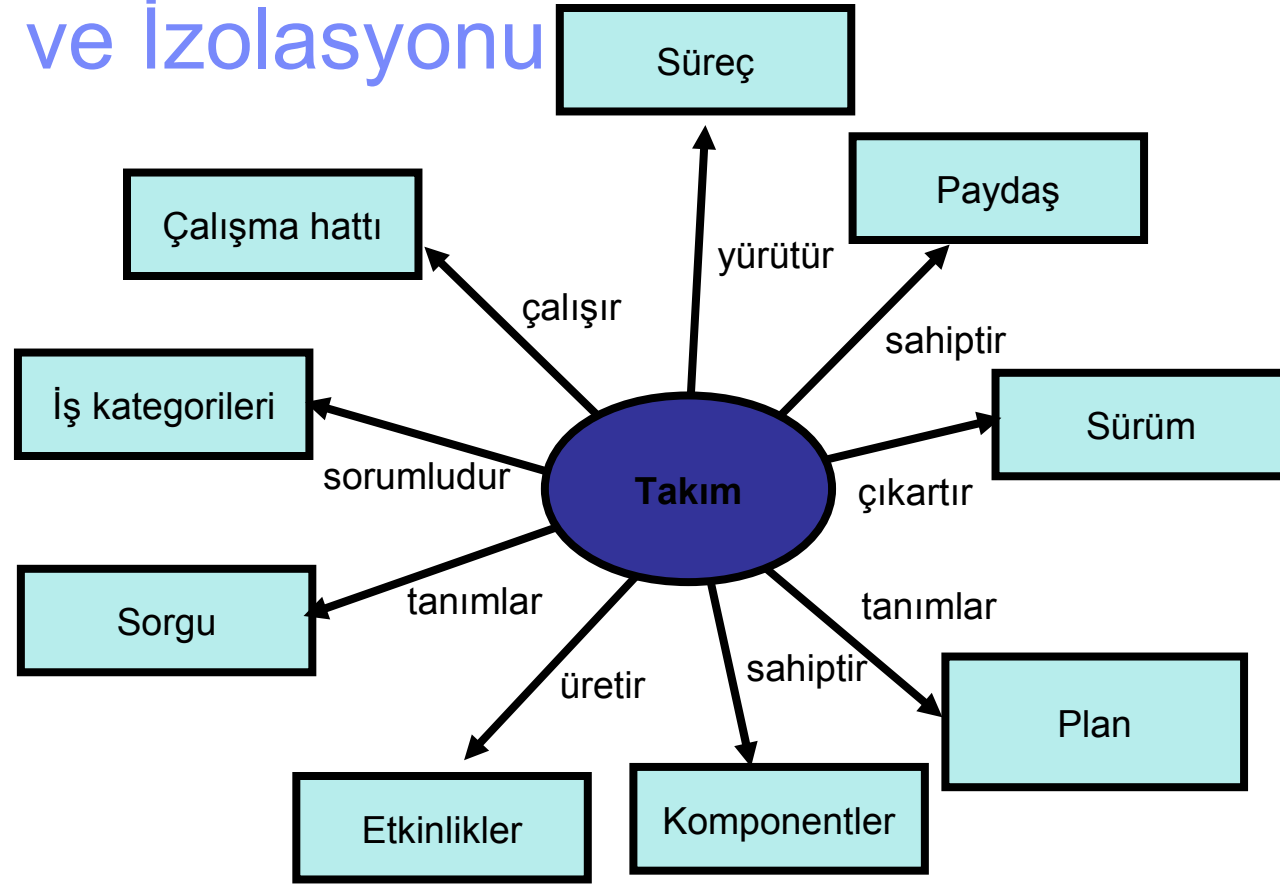 ve İzolasyonu
Süreç
Paydaş
Çalışma hattı
yürütür
çalışır
sahiptir
İş kategorileri
Sürüm
sorumludur
Takım
çıkartır
Sorgu
tanımlar
tanımlar
üretir
sahiptir
Plan
Etkinlikler
Komponentler